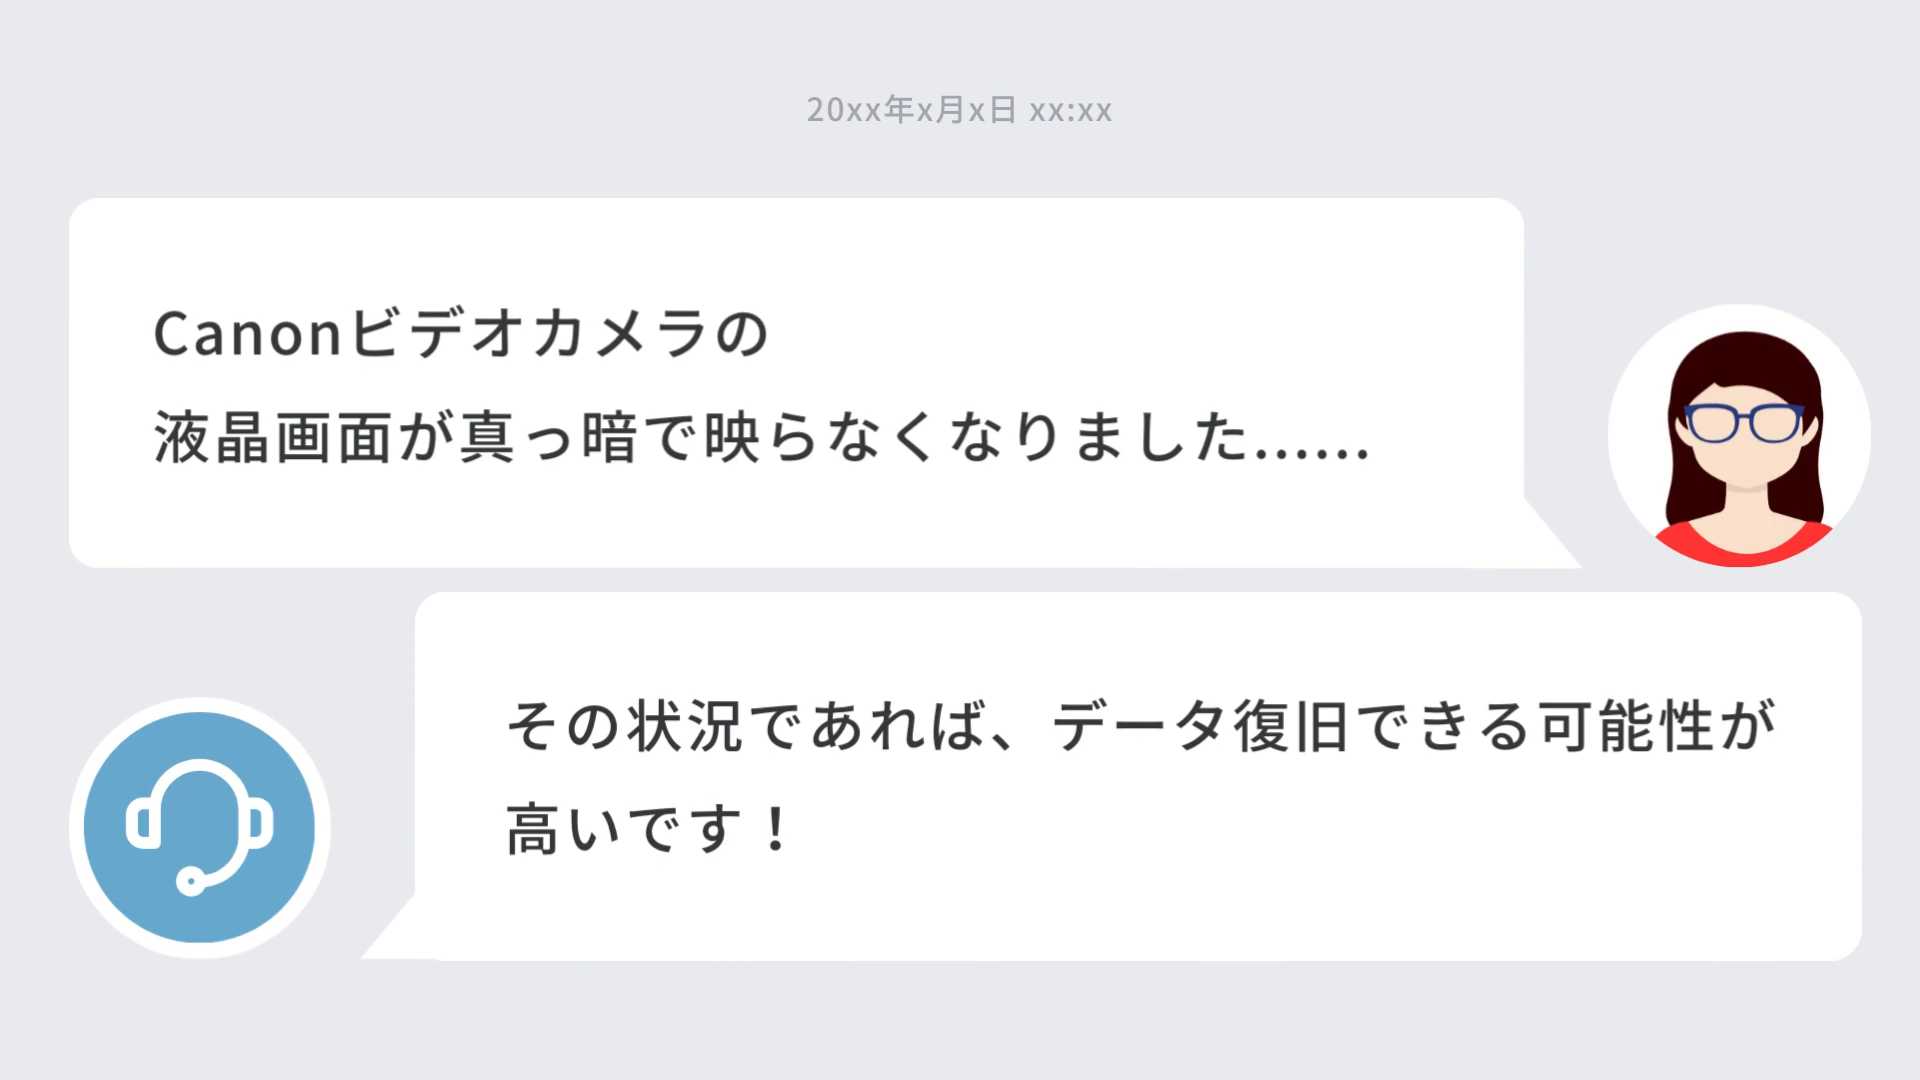 20xx年x月x日 xx:xx
Canonビデオカメラの
液晶画面が真っ暗で映らなくなりました......
その状況であれば、データ復旧できる可能性が
高いです！